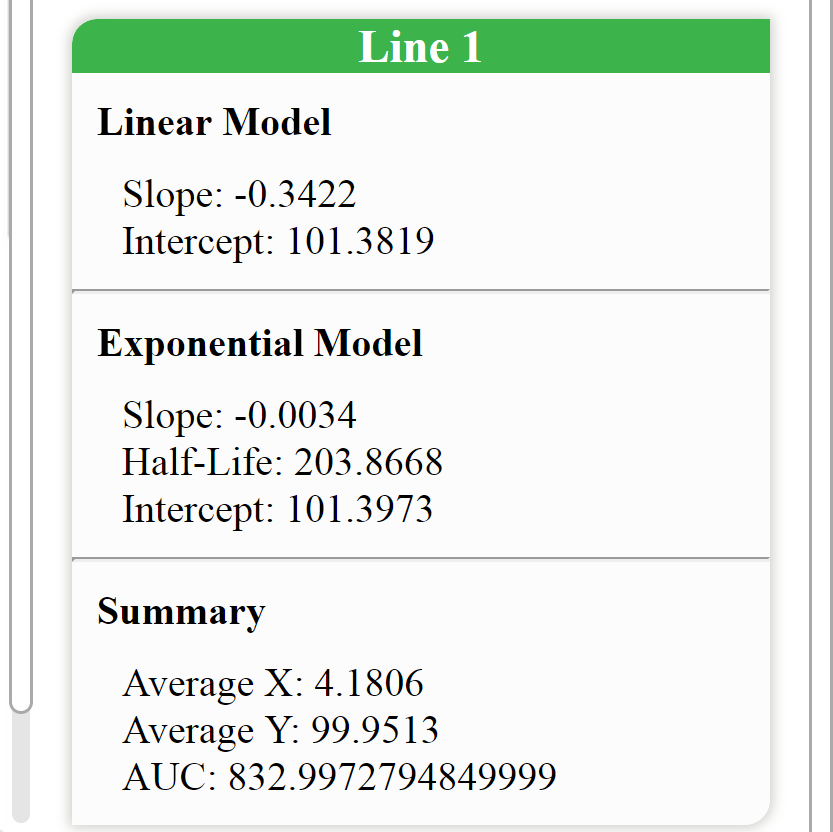 Line 1
Linear Model
Slope: -0.3422
Intercept: 101.3819
Exponential Model
Slope: -0.0034
Half-Life: 203.8668
Intercept: 101.3973
Summary
Average X: 4.1806
Average Y: 99.9513
AUC: 832.9972794849999